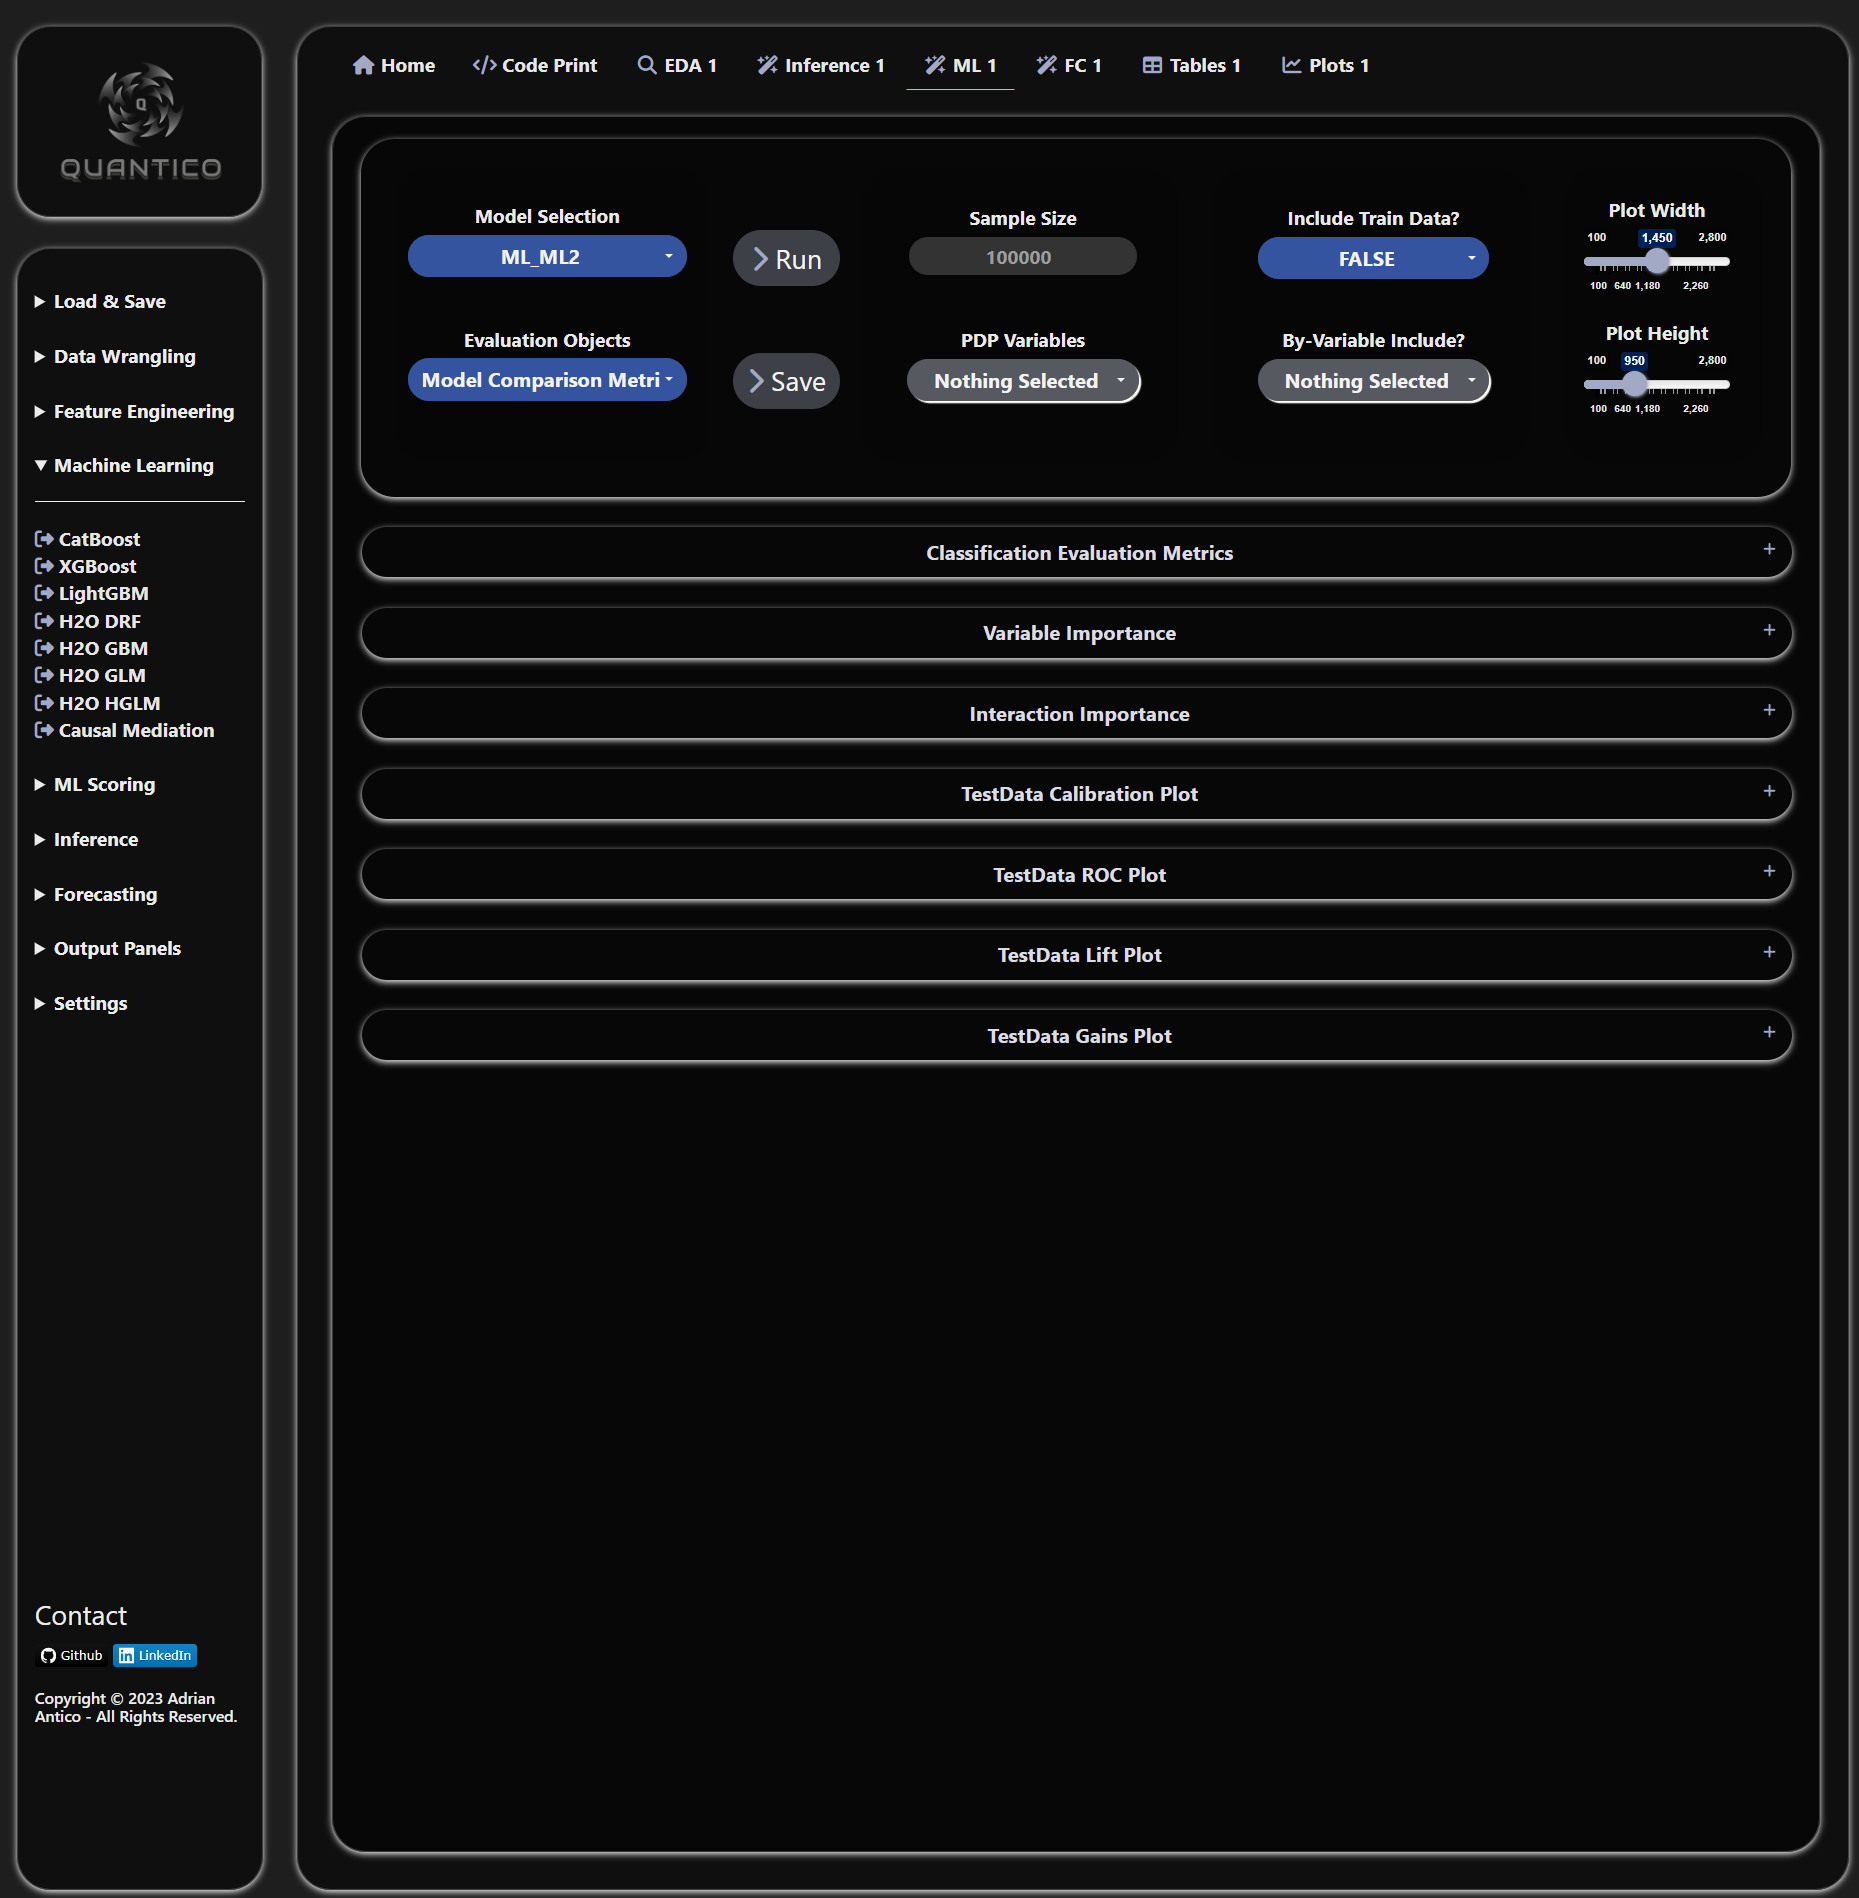 Q
QUANTICO
Load & Save
Data Wrangling
Feature Engineering
Machine Learning
CatBoost
XGBoost
LightGBM
H2O DRF
H2O GBM
H2O GLM
H2O HGLM
Causal Mediation
ML Scoring
Inference
Forecasting
Output Panels
Settings
Contact
Github LinkedIn
Copyright © 2023 Adrian
Antico - All Rights Reserved.
Home Code Print EDA 1 Inference 1 ML 1 FC 1 Tables 1 Plots 1
Model Selection
ML_ML2
Run
Sample Size
100000
Include Train Data?
FALSE
Plot Width
100 1,450 2,800
100 640 1,180 2,260
Evaluation Objects
Model Comparison Metri
Save
PDP Variables
Nothing Selected
By-Variable Include?
Nothing Selected
Plot Height
100 950 2,800
100 640 1,180 2,260
Classification Evaluation Metrics +
Variable Importance +
Interaction Importance +
TestData Calibration Plot +
TestData ROC Plot +
TestData Lift Plot +
TestData Gains Plot +